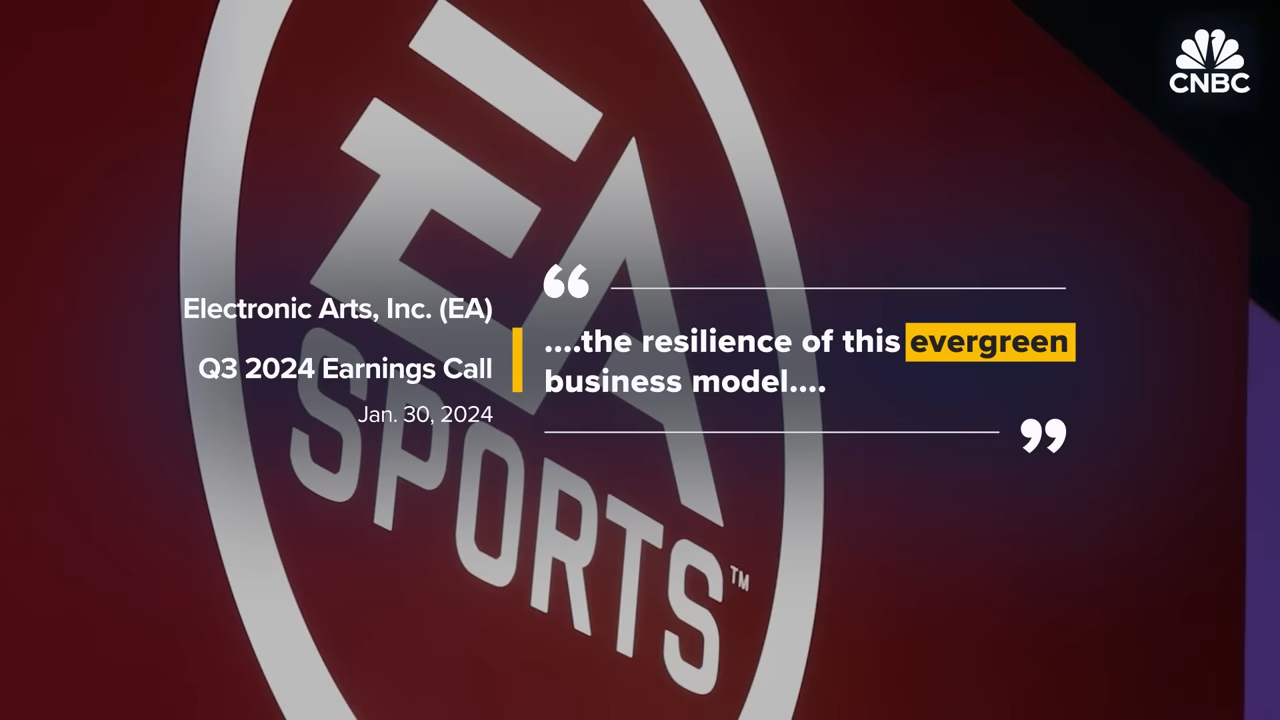 CNBC
EA
SPORTS™
Electronic Arts, Inc. (EA)
Q3 2024 Earnings Call
Jan. 30, 2024
“
....the resilience of this evergreen
business model....
”